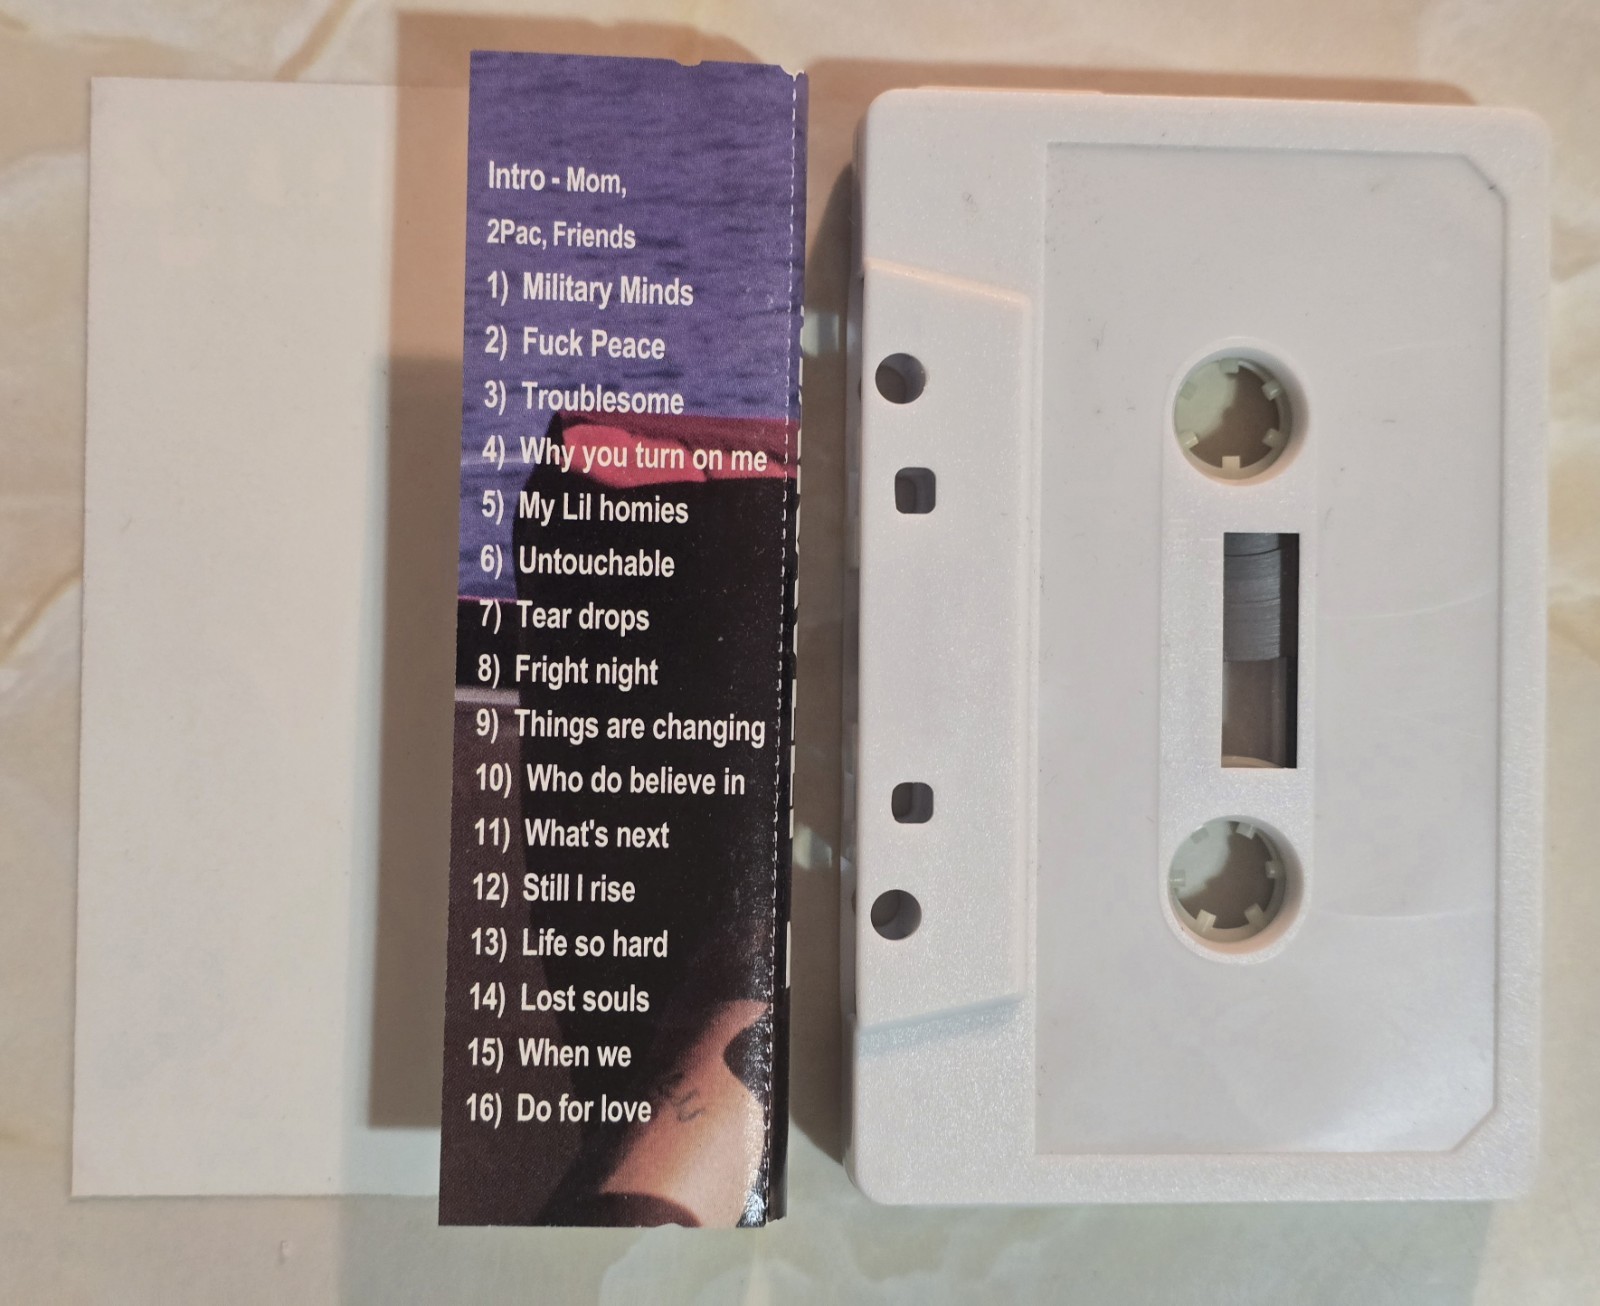 Intro - Mom,
2Pac, Friends
1) Military Minds
2) Fuck Peace
3) Troublesome
4) Why you turn on me
5) My Lil homies
6) Untouchable
7) Tear drops
8) Fright night
9) Things are changing
10) Who do believe in
11) What's next
12) Still I rise
13) Life so hard
14) Lost souls
15) When we
16) Do for love